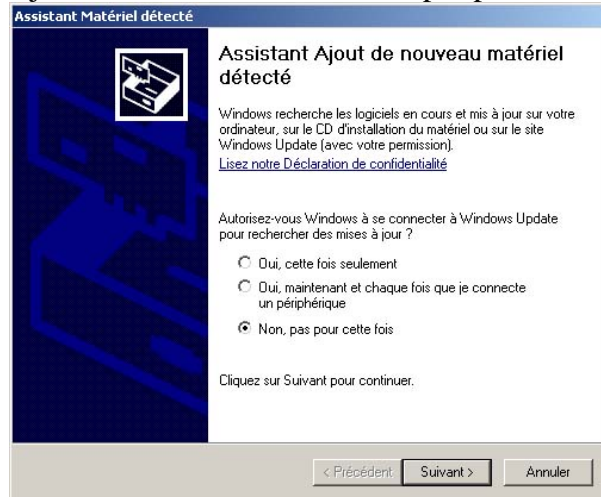 Assistant Matériel détecté
Assistant Ajout de nouveau matériel
détecté
Windows recherche les logiciels en cours et mis à jour sur votre
ordinateur, sur le CD d'installation du matériel ou sur le site
Windows Update (avec votre permission).
Lisez notre Déclaration de confidentialité
Autorisez-vous Windows à se connecter à Windows Update
pour rechercher des mises à jour ?
Oui, cette fois seulement
Oui, maintenant et chaque fois que je connecte
un périphérique
Non, pas pour cette fois
Cliquez sur Suivant pour continuer.
< Précédent Suivant > Annuler